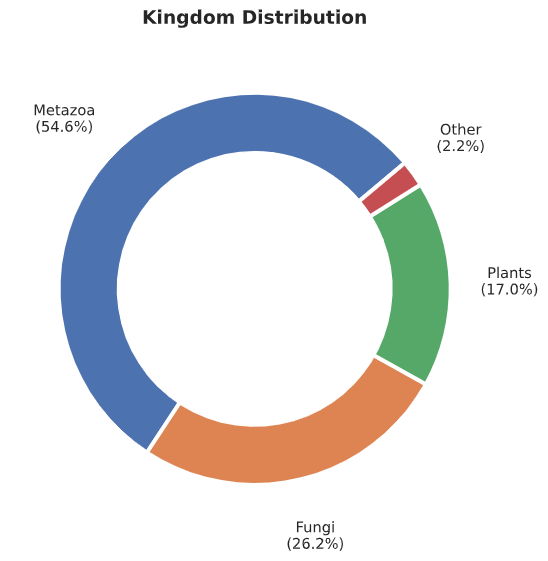 Kingdom Distribution
Metazoa
(54.6%)
Other
(2.2%)
Plants
(17.0%)
Fungi
(26.2%)